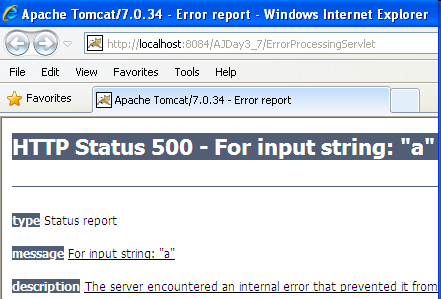 Apache Tomcat/7.0.34 - Error report - Windows Internet Explorer
http://localhost:8084/AJDay3_7/ErrorProcessingServlet
File Edit View Favorites Tools Help
Favorites Apache Tomcat/7.0.34 - Error report
HTTP Status 500 - For input string: "a"
type Status report
message For input string: "a"
description The server encountered an internal error that prevented it from